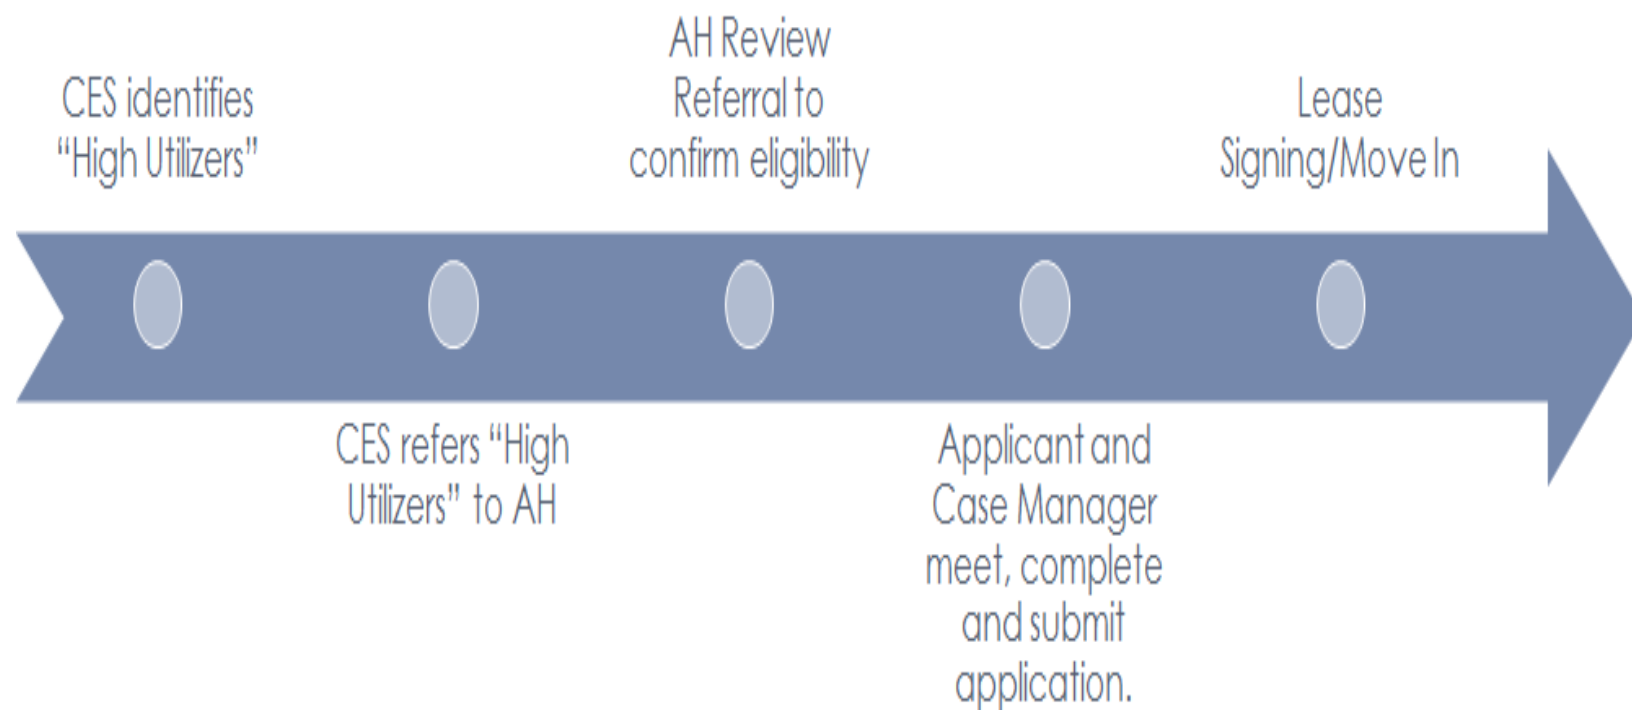 CES identifies
“High Utilizers”
CES refers “High
Utilizers” to AH
AH Review
Referral to
confirm eligibility
Applicant and
Case Manager
meet, complete
and submit
application.
Lease
Signing/Move In